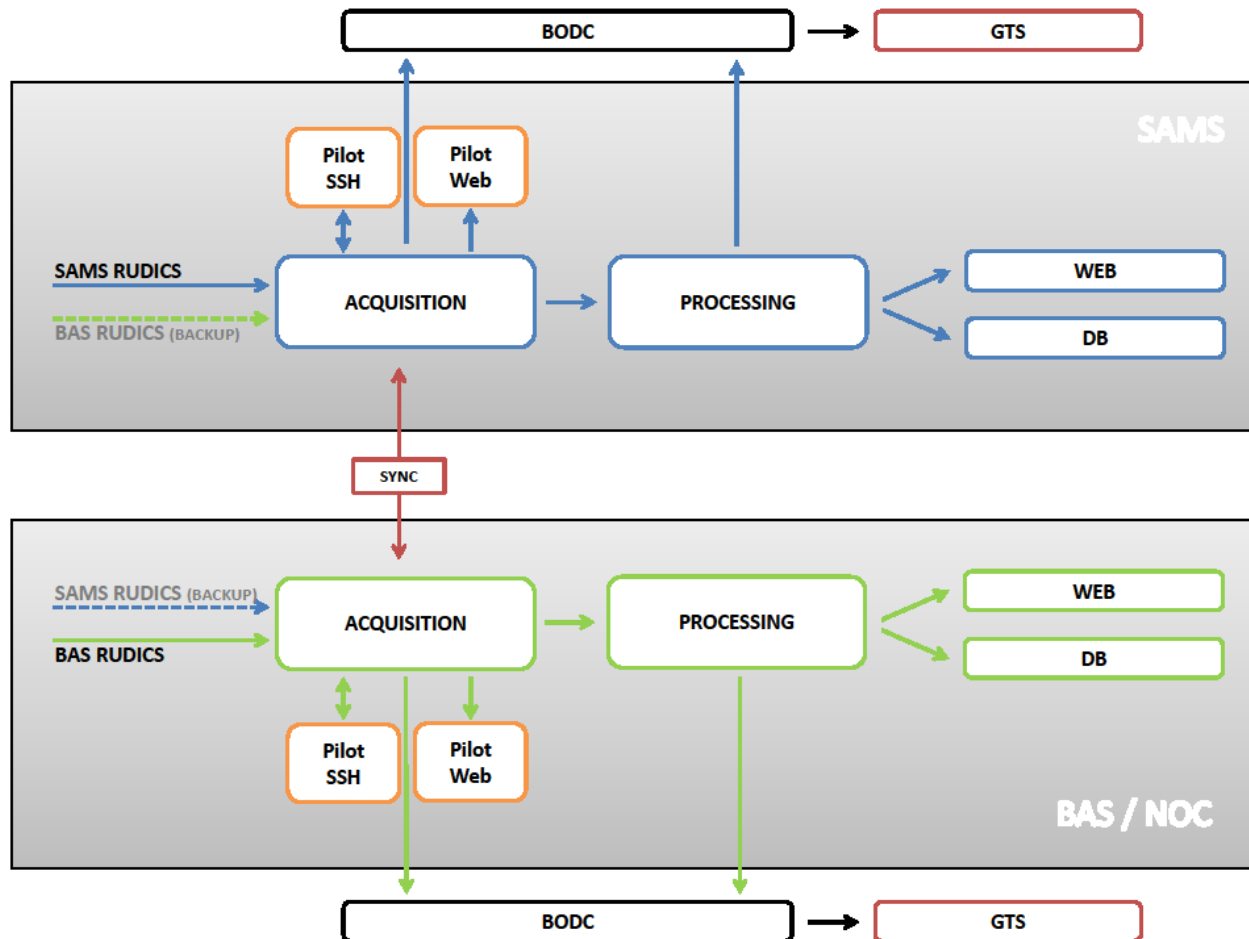 BODC
GTS
SAMS
Pilot
SSH
Pilot
Web
SAMS RUDICS
BAS RUDICS (BACKUP)
ACQUISITION
PROCESSING
WEB
DB
SYNC
SAMS RUDICS (BACKUP)
BAS RUDICS
ACQUISITION
PROCESSING
WEB
DB
Pilot
SSH
Pilot
Web
BAS / NOC
BODC
GTS